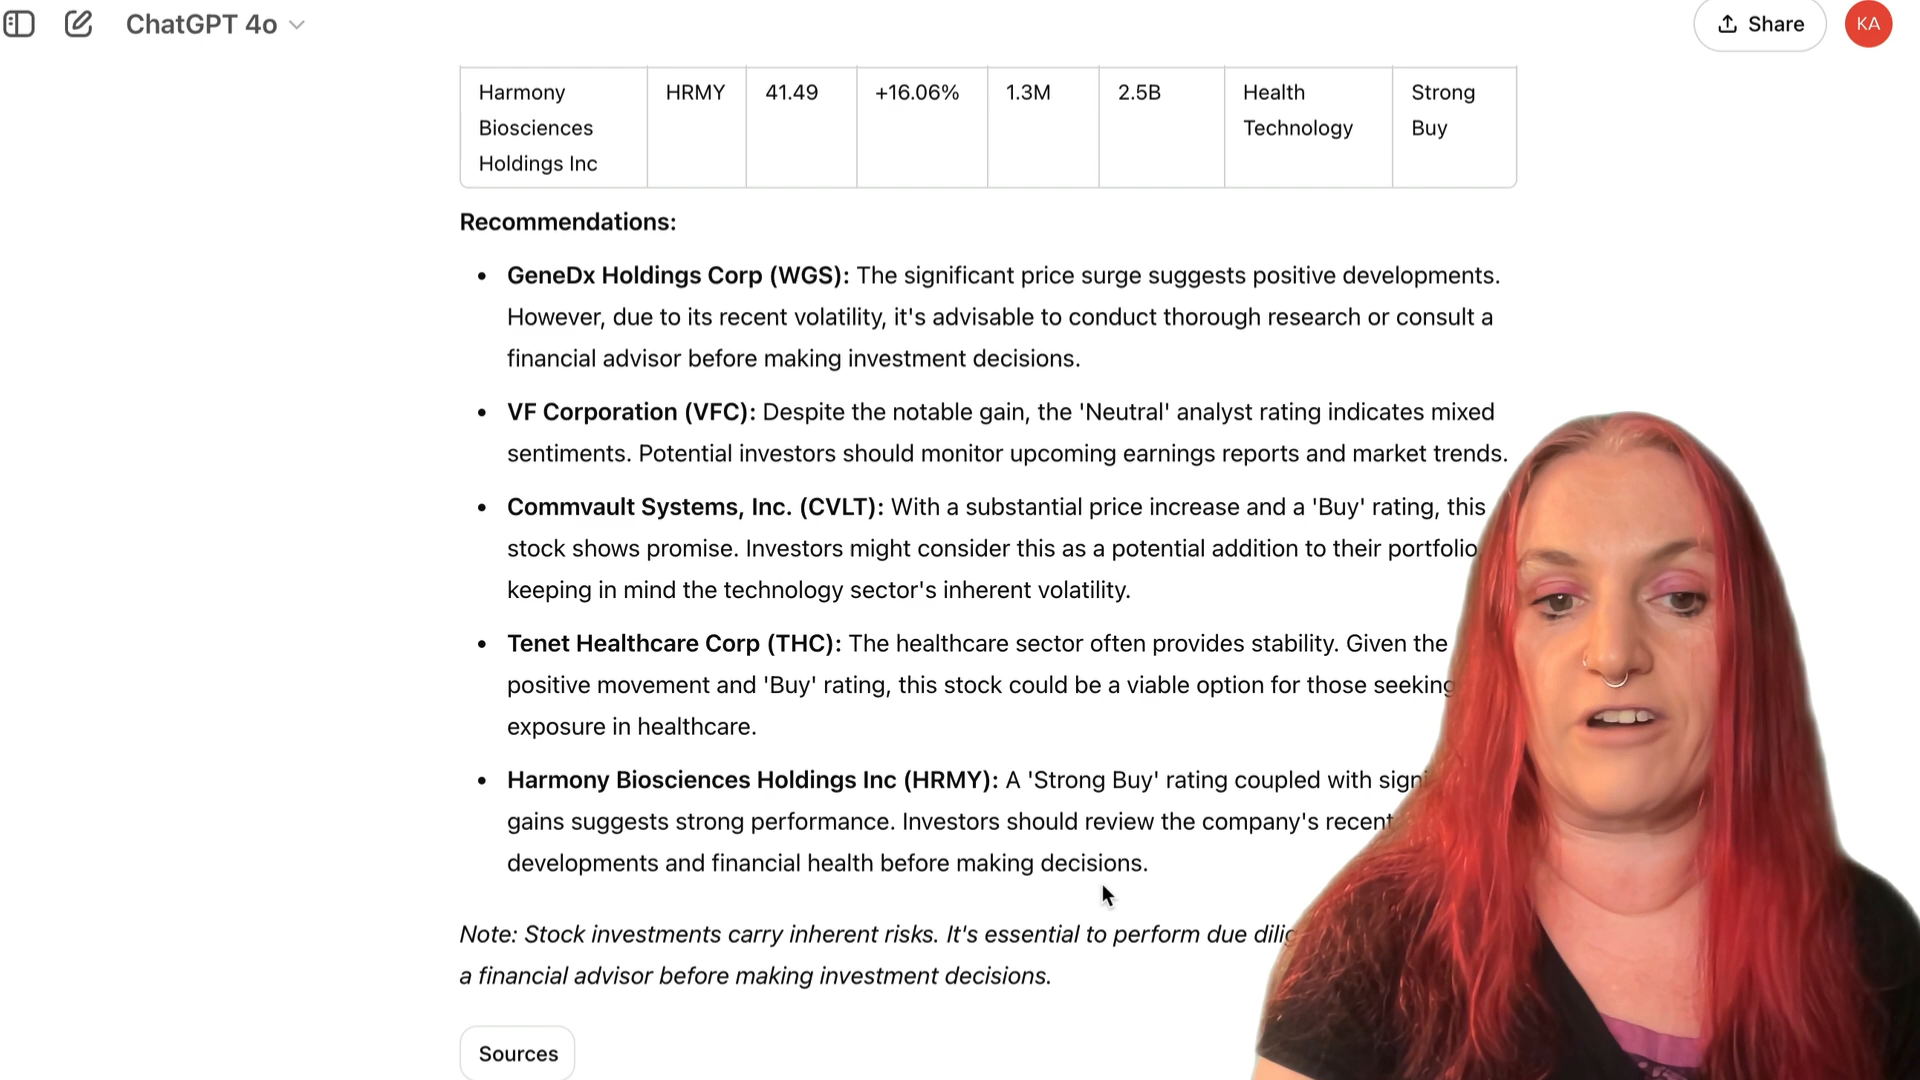 ChatGPT 4o
Share
KA
Harmony Biosciences Holdings Inc HRMY 41.49 +16.06% 1.3M 2.5B Health Technology Strong Buy
Recommendations:
• GeneDx Holdings Corp (WGS): The significant price surge suggests positive developments.
However, due to its recent volatility, it's advisable to conduct thorough research or consult a
financial advisor before making investment decisions.
• VF Corporation (VFC): Despite the notable gain, the 'Neutral' analyst rating indicates mixed
sentiments. Potential investors should monitor upcoming earnings reports and market trends.
• Commvault Systems, Inc. (CVLT): With a substantial price increase and a 'Buy' rating, this
stock shows promise. Investors might consider this as a potential addition to their portfolio
keeping in mind the technology sector's inherent volatility.
• Tenet Healthcare Corp (THC): The healthcare sector often provides stability. Given the
positive movement and 'Buy' rating, this stock could be a viable option for those seeking
exposure in healthcare.
• Harmony Biosciences Holdings Inc (HRMY): A 'Strong Buy' rating coupled with
gains suggests strong performance. Investors should review the company's recent
developments and financial health before making decisions.
Note: Stock investments carry inherent risks. It's essential to perform due
a financial advisor before making investment decisions.
Sources